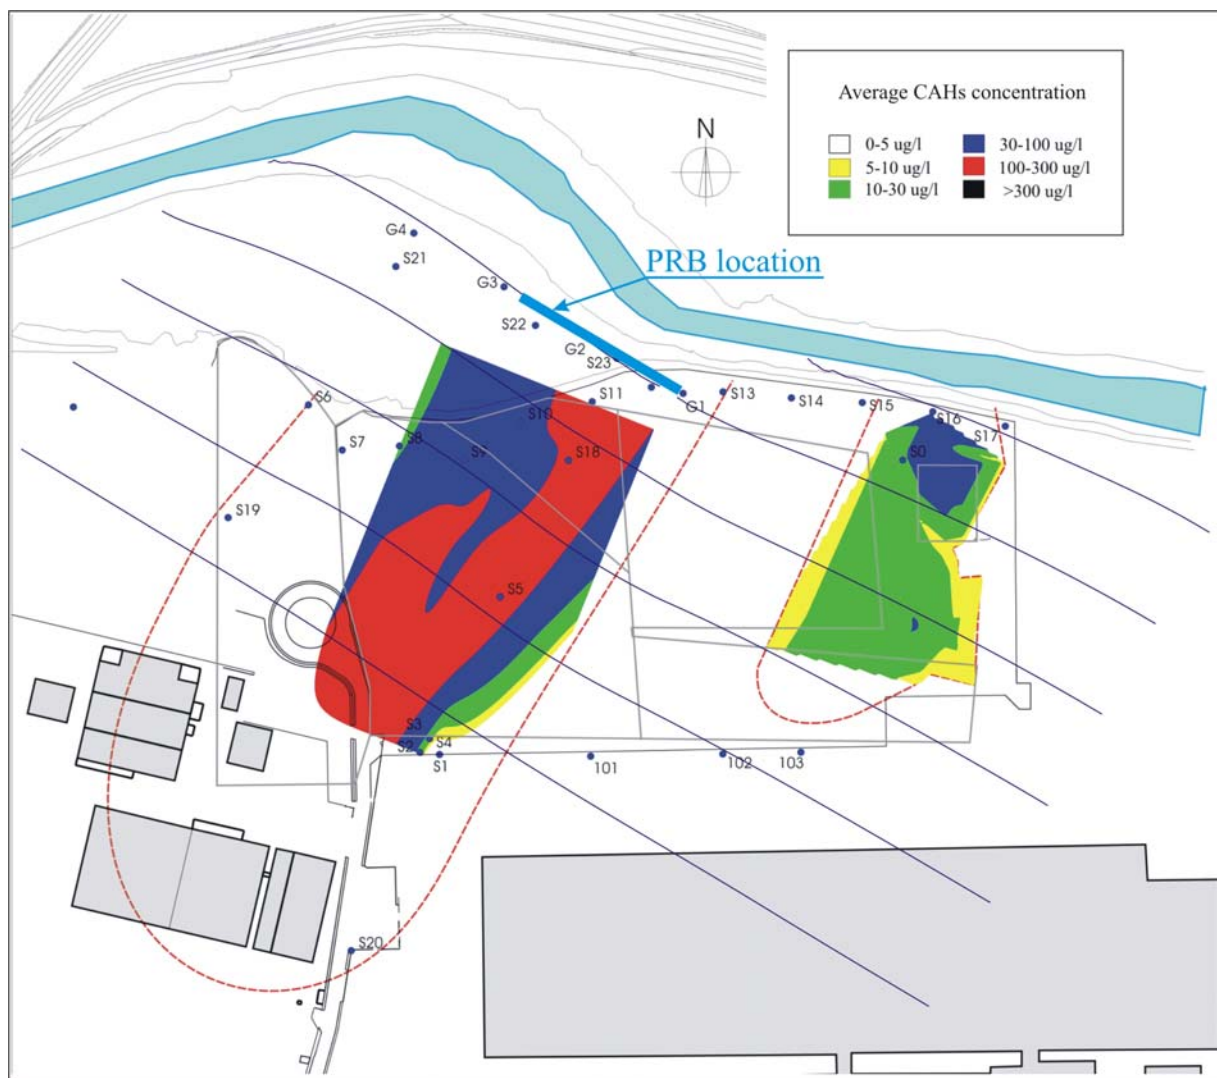 Average CAHs concentration
0-5 ug/l
30-100 ug/l
5-10 ug/l
100-300 ug/l
10-30 ug/l
>300 ug/l
N
G4
S21
PRB location
G3
S22
G2
S23
S6
S11
G1
S13
S14
S15
S16
S10
S17
S7
S8
S9
S18
S0
S19
S5
S3
S4
S2
S1
101
102
103
S20